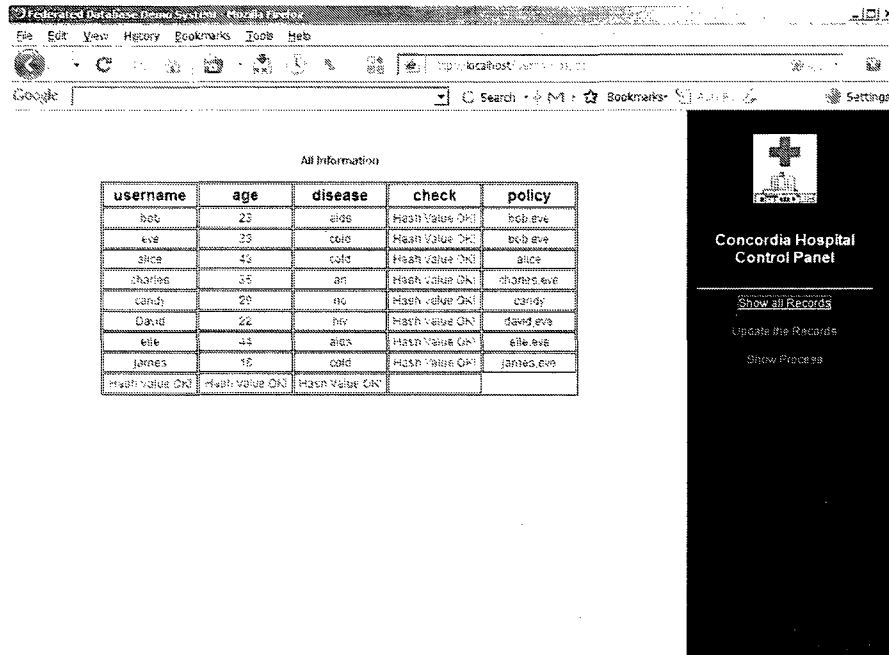 Federated Database Demo System - Mozilla Firefox
File Edit View History Bookmarks Tools Help
localhost
Google Search Bookmarks Settings
All Information
username age disease check policy
bob 23 aids Hash Value OK! bob,eve
eve 33 cold Hash Value OK! bob,eve
alice 43 cold Hash Value OK! alice
charles 35 an Hash Value OK! charles,eve
candy 29 no Hash Value OK! candy
David 22 hiv Hash Value OK! david,eve
elle 44 aids Hash Value OK! elle,eve
james 16 cold Hash Value OK! james,eve
Hash Value OK! Hash Value OK! Hash Value OK!
Concordia Hospital
Control Panel
Show all Records
Update the Records
Show Process